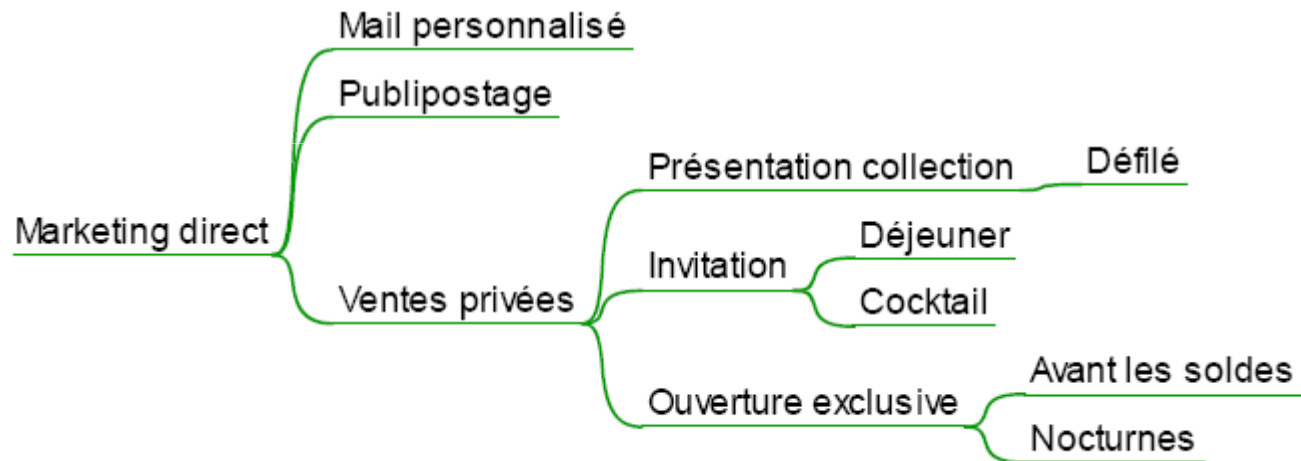 Mail personnalisé
Publipostage
Marketing direct
Ventes privées
Présentation collection
Défilé
Invitation
Déjeuner
Cocktail
Ouverture exclusive
Avant les soldes
Nocturnes